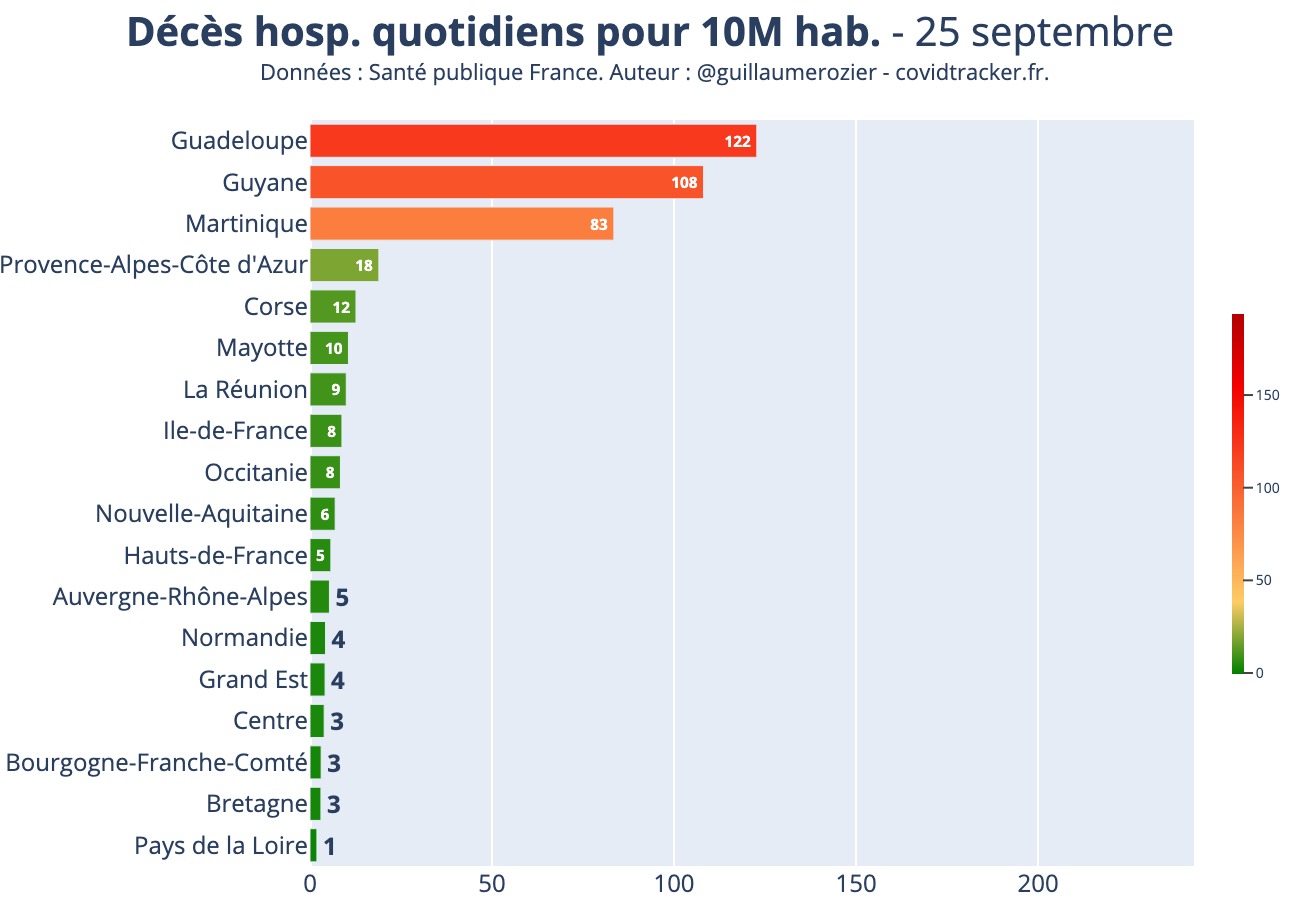 Décès hosp. quotidiens pour 10M hab. - 25 septembre
Données : Santé publique France. Auteur : @guillaumerozier - covidtracker.fr.
Guadeloupe 122
Guyane 108
Martinique 83
Provence-Alpes-Côte d'Azur 18
Corse 12
Mayotte 10
La Réunion 9
Ile-de-France 8
Occitanie 8
Nouvelle-Aquitaine 6
Hauts-de-France 5
Auvergne-Rhône-Alpes 5
Normandie 4
Grand Est 4
Centre 3
Bourgogne-Franche-Comté 3
Bretagne 3
Pays de la Loire 1
0 50 100 150 200
150
100
50
0